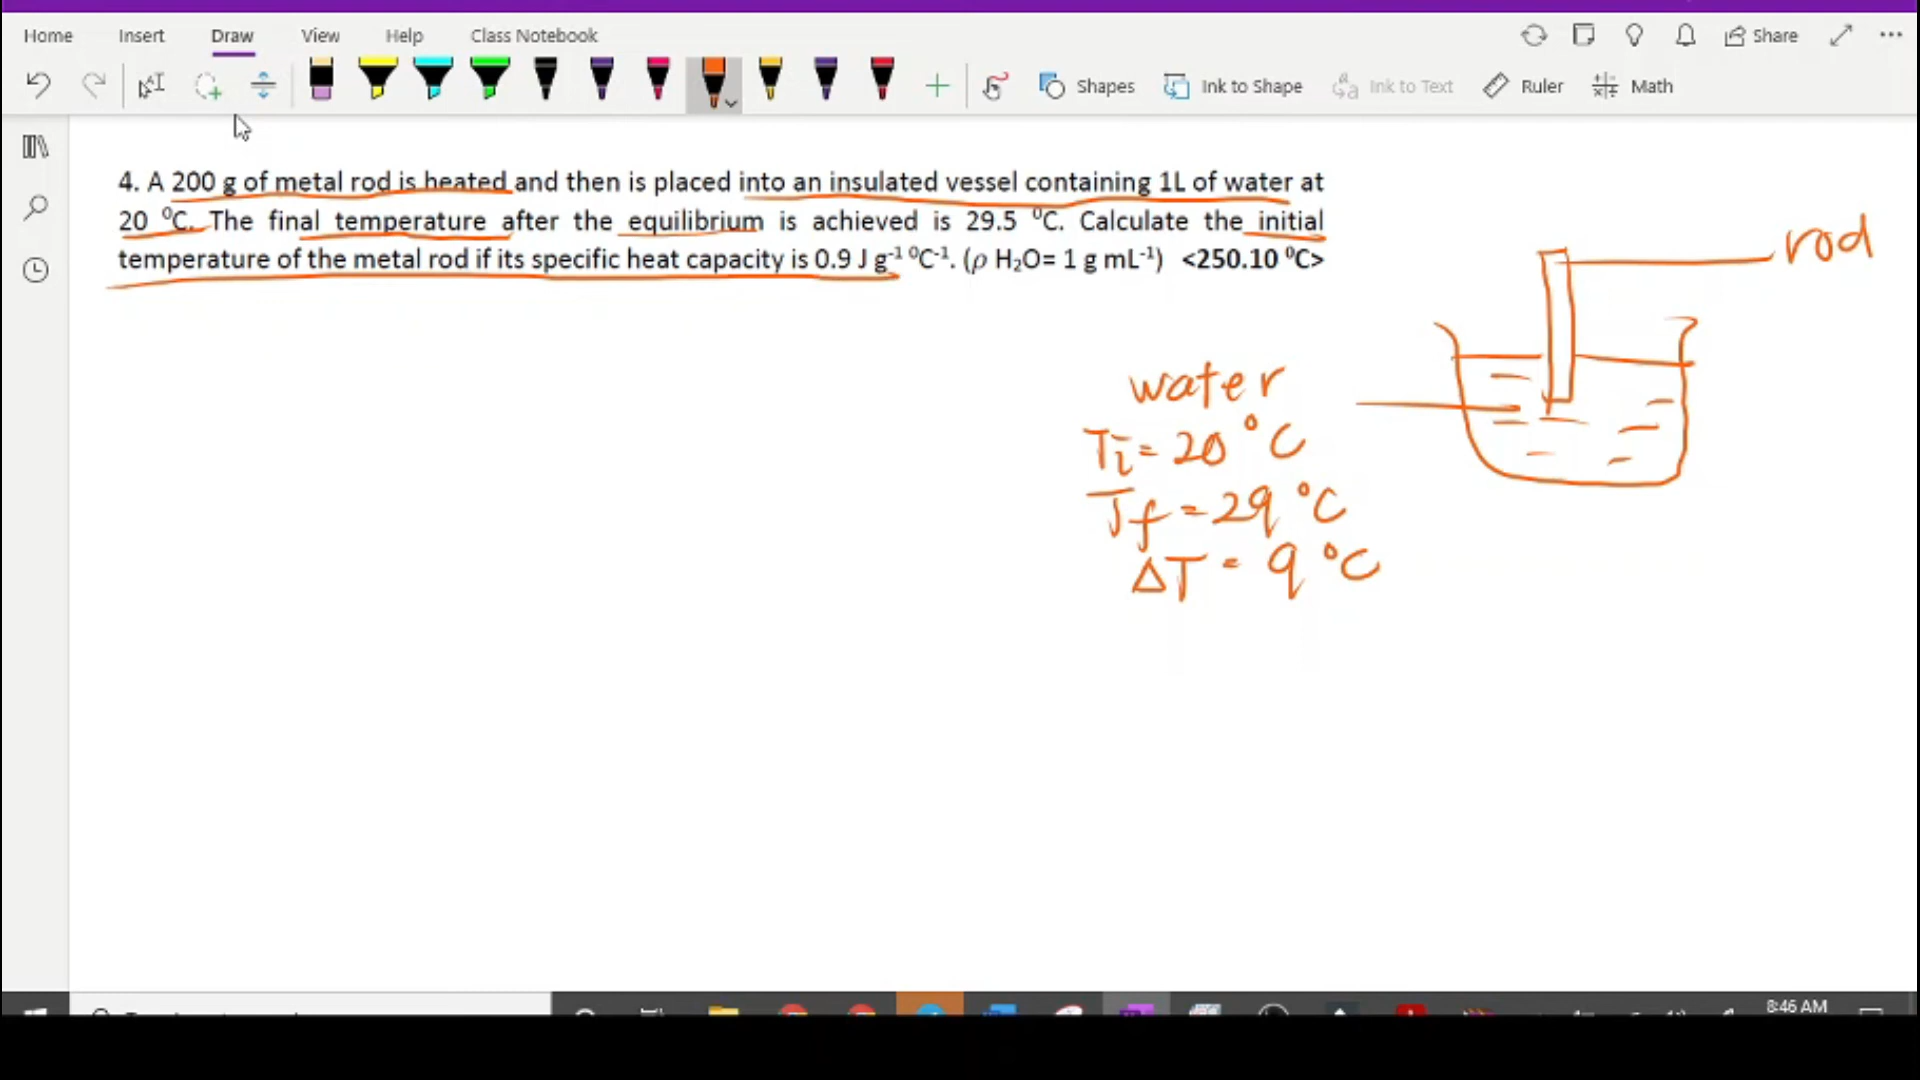 Home Insert Draw View Help Class Notebook Share
Shapes Ink to Shape Ink to Text Ruler Math
4. A 200 g of metal rod is heated and then is placed into an insulated vessel containing 1L of water at
20 ⁰C. The final temperature after the equilibrium is achieved is 29.5 ⁰C. Calculate the initial
temperature of the metal rod if its specific heat capacity is 0.9 J g⁻¹ ⁰C⁻¹. (ρ H₂O= 1 g mL⁻¹) <250.10 ⁰C>
rod
water
Ti = 20 °C
Tf = 29 °C
ΔT = 9 °C
8:46 AM